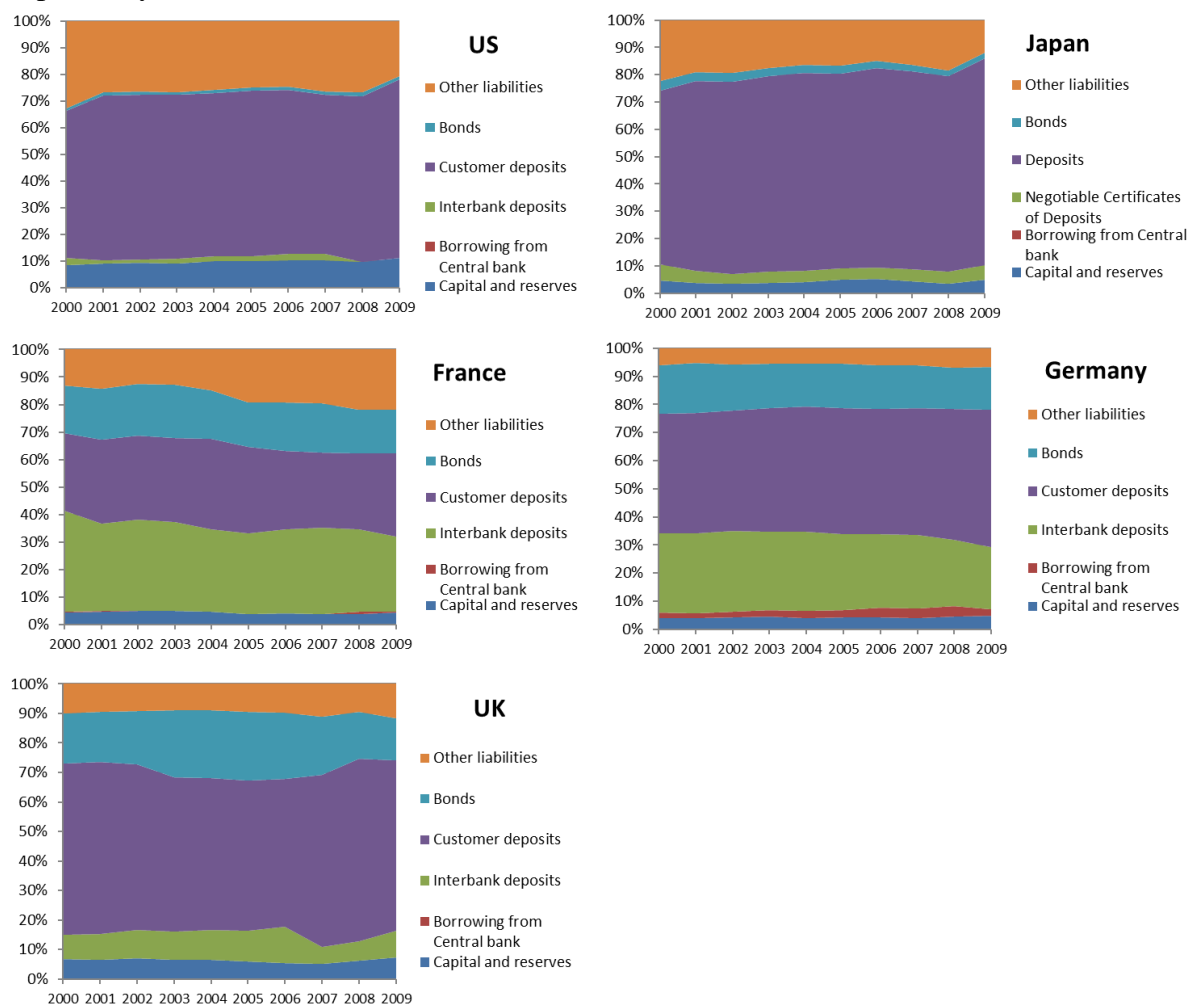 US
100%
90%
80%
70%
60%
50%
40%
30%
20%
10%
0%
2000 2001 2002 2003 2004 2005 2006 2007 2008 2009
Other liabilities
Bonds
Customer deposits
Interbank deposits
Borrowing from
Central bank
Capital and reserves
Japan
100%
90%
80%
70%
60%
50%
40%
30%
20%
10%
0%
2000 2001 2002 2003 2004 2005 2006 2007 2008 2009
Other liabilities
Bonds
Deposits
Negotiable Certificates
of Deposits
Borrowing from Central
bank
Capital and reserves
France
100%
90%
80%
70%
60%
50%
40%
30%
20%
10%
0%
2000 2001 2002 2003 2004 2005 2006 2007 2008 2009
Other liabilities
Bonds
Customer deposits
Interbank deposits
Borrowing from
Central bank
Capital and reserves
Germany
100%
90%
80%
70%
60%
50%
40%
30%
20%
10%
0%
2000 2001 2002 2003 2004 2005 2006 2007 2008 2009
Other liabilities
Bonds
Customer deposits
Interbank deposits
Borrowing from
Central bank
Capital and reserves
UK
100%
90%
80%
70%
60%
50%
40%
30%
20%
10%
0%
2000 2001 2002 2003 2004 2005 2006 2007 2008 2009
Other liabilities
Bonds
Customer deposits
Interbank deposits
Borrowing from
Central bank
Capital and reserves